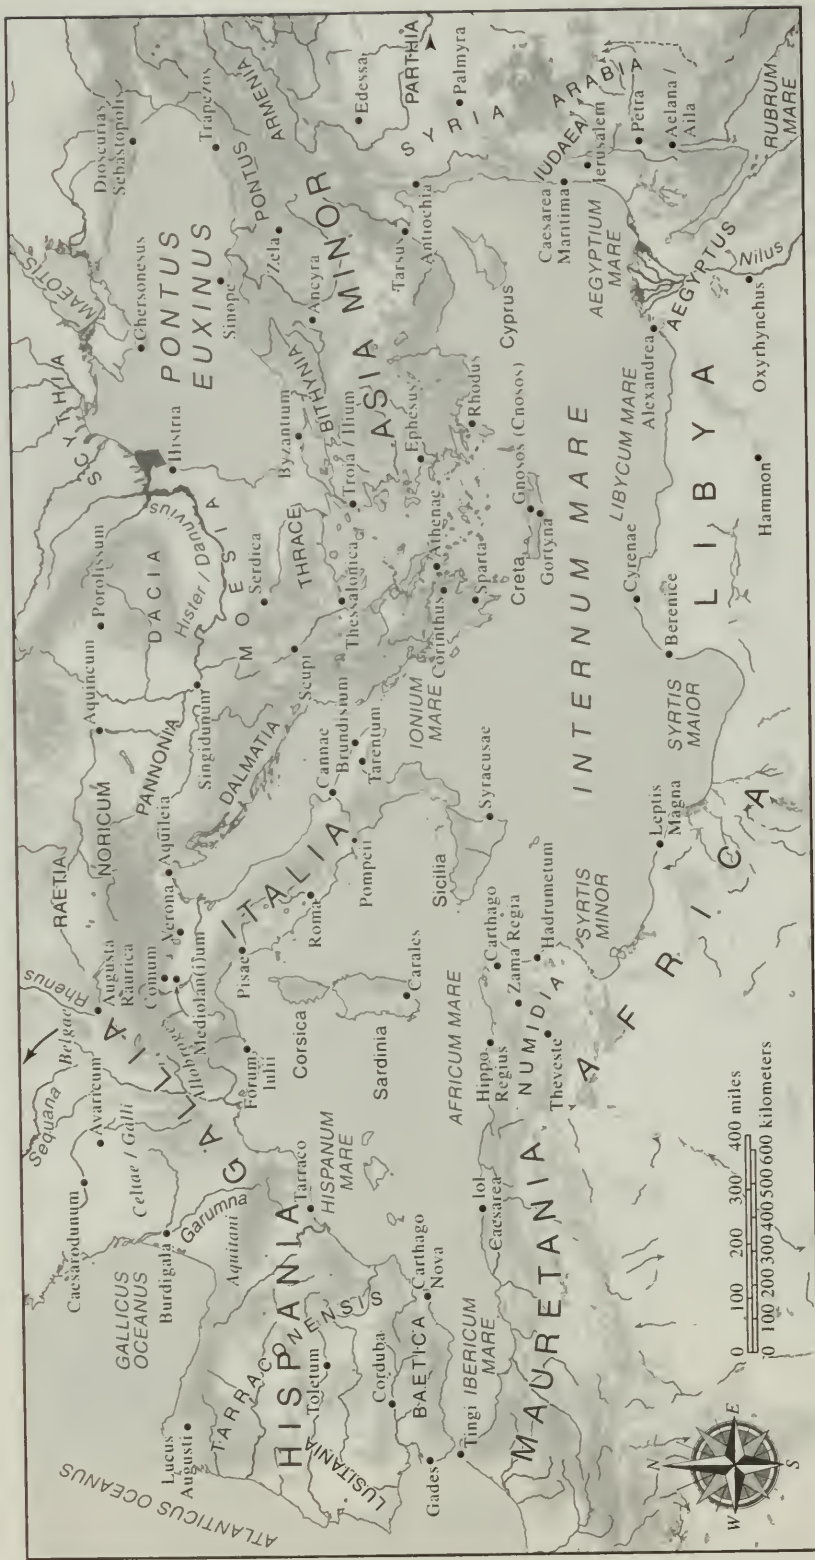 ATLANTICUS OCEANUS
GALLICUS
OCEANUS
Lucus
Augusti
TARRACONENSIS
HISPANIA
Toletum
LUSITANIA
Corduba
BAETICA
Gades
Tingi
IBERICUM
MARE
Carthago
Nova
Tarraco
HISPANUM
MARE
Caesarodunum
Burdigala
Garumna
Aquitani
Celtae / Galli
Avaricum
Sequana
Belgae
GALLIA
Allobroges
Rhenus
Augusta
Raurica
Comum
Mediolanum
Forum
Iulii
RAETIA
NORICUM
Verona
Aquileia
PANNONIA
Aquincum
Singidunum
DALMATIA
ITALIA
Pisae
Roma
Pompeii
Cannae
Brundisium
Tarentum
Corsica
Sardinia
Carales
Sicilia
Syracusae
DACIA
Porolissum
Hister / Danuvius
MOESIA
Serdica
Scupi
THRACE
Histria
SCYTHIA
MAEOTIS
Chersonesus
PONTUS
EUXINUS
Dioscurias /
Sebastopolis
Trapezos
Sinope
PONTUS
Zela
ARMENIA
Byzantium
BITHYNIA
Ancyra
ASIA MINOR
Troia / Ilium
Ephesus
Thessalonica
Athenae
Corinthus
Sparta
IONIUM
MARE
Rhodus
Creta
Gnosos (Cnosos)
Gortyna
Cyprus
Tarsus
Antiochia
Edessa
PARTHIA
Palmyra
SYRIA
ARABIA
IUDAEA
Ierusalem
Caesarea
Maritima
Petra
Aelana /
Aila
RUBRUM
MARE
AEGYPTIUM
MARE
AEGYPTUS
Nilus
Alexandrea
Oxyrhynchus
Hammon
LIBYCUM MARE
LIBYA
Cyrenae
Berenice
INTERNUM MARE
SYRTIS
MAIOR
Leptis
Magna
SYRTIS
MINOR
AFRICUM MARE
Carthago
Zama Regia
Hadrumetum
Hippo
Regius
NUMIDIA
Theveste
Iol
Caesarea
MAURETANIA
AFRICA
0 100 200 300 400 miles
0 100 200 300 400 500 600 kilometers
N
E
S
W